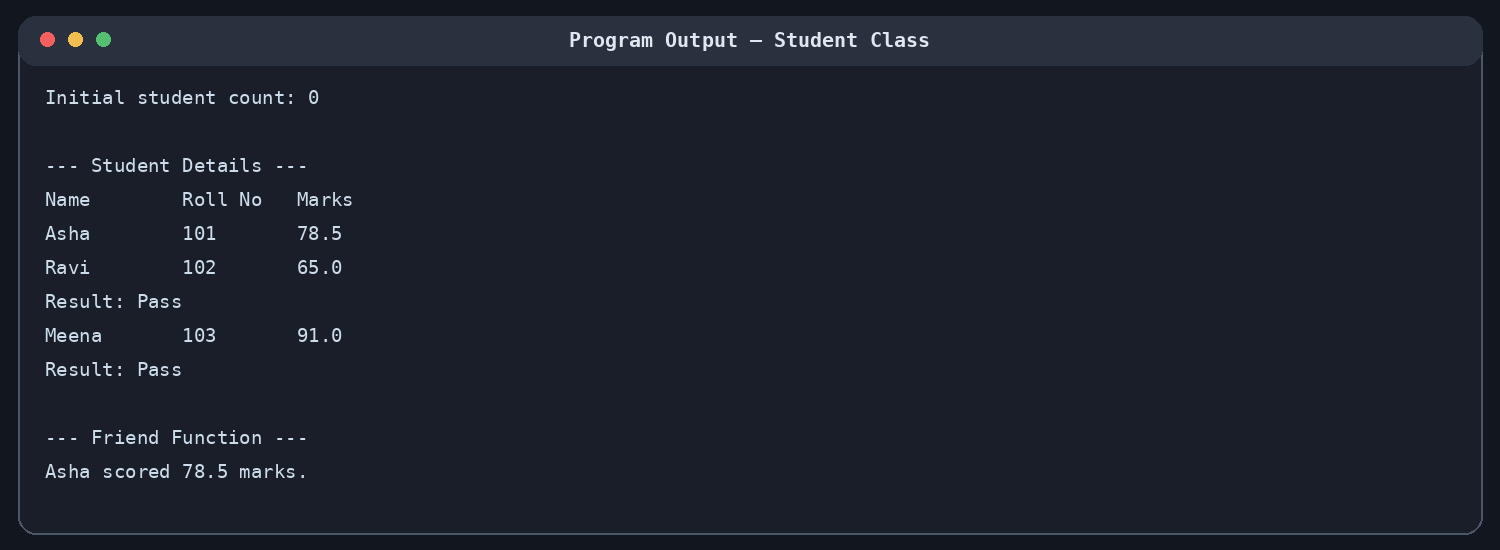 Program Output — Student Class
Initial student count: 0
--- Student Details ---
Name        Roll No   Marks
Asha        101       78.5
Ravi        102       65.0
Result: Pass
Meena       103       91.0
Result: Pass
--- Friend Function ---
Asha scored 78.5 marks.